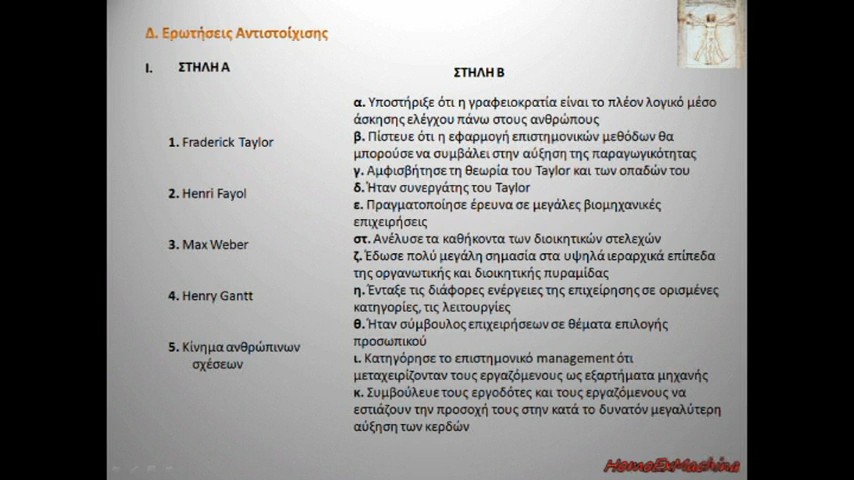 Δ. Ερωτήσεις Αντιστοίχισης
Ι. ΣΤΗΛΗ Α
ΣΤΗΛΗ Β
1. Fraderick Taylor
2. Henri Fayol
3. Max Weber
4. Henry Gantt
5. Κίνημα ανθρώπινων
σχέσεων
α. Υποστήριξε ότι η γραφειοκρατία είναι το πλέον λογικό μέσο
άσκησης ελέγχου πάνω στους ανθρώπους
β. Πίστευε ότι η εφαρμογή επιστημονικών μεθόδων θα
μπορούσε να συμβάλει στην αύξηση της παραγωγικότητας
γ. Αμφισβήτησε τη θεωρία του Taylor και των οπαδών του
δ. Ήταν συνεργάτης του Taylor
ε. Πραγματοποίησε έρευνα σε μεγάλες βιομηχανικές
επιχειρήσεις
στ. Ανέλυσε τα καθήκοντα των διοικητικών στελεχών
ζ. Έδωσε πολύ μεγάλη σημασία στα υψηλά ιεραρχικά επίπεδα
της οργανωτικής και διοικητικής πυραμίδας
η. Ένταξε τις διάφορες ενέργειες της επιχείρησης σε ορισμένες
κατηγορίες, τις λειτουργίες
θ. Ήταν σύμβουλος επιχειρήσεων σε θέματα επιλογής
προσωπικού
ι. Κατηγόρησε το επιστημονικό management ότι
μεταχειρίζονταν τους εργαζόμενους ως εξαρτήματα μηχανής
κ. Συμβούλευε τους εργοδότες και τους εργαζόμενους να
εστιάζουν την προσοχή τους στην κατά το δυνατόν μεγαλύτερη
αύξηση των κερδών
HomoExMachina